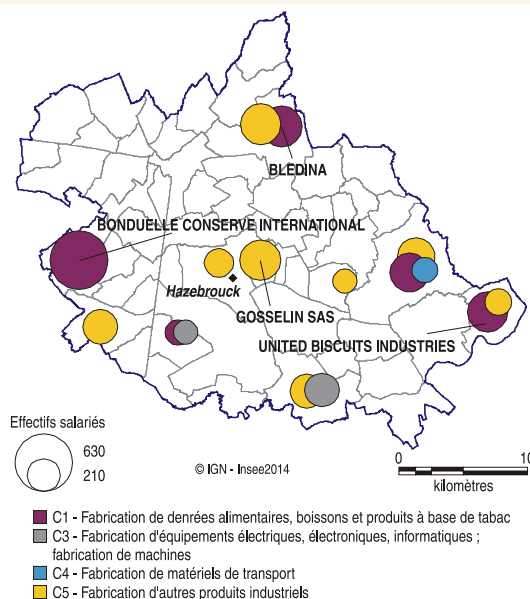 BLEDINA
BONDUELLE CONSERVE INTERNATIONAL
Hazebrouck
GOSSELIN SAS
UNITED BISCUITS INDUSTRIES
Effectifs salariés
630
210
© IGN - Insee2014
0 10
kilomètres
C1 - Fabrication de denrées alimentaires, boissons et produits à base de tabac
C3 - Fabrication d'équipements électriques, électroniques, informatiques ;
fabrication de machines
C4 - Fabrication de matériels de transport
C5 - Fabrication d'autres produits industriels